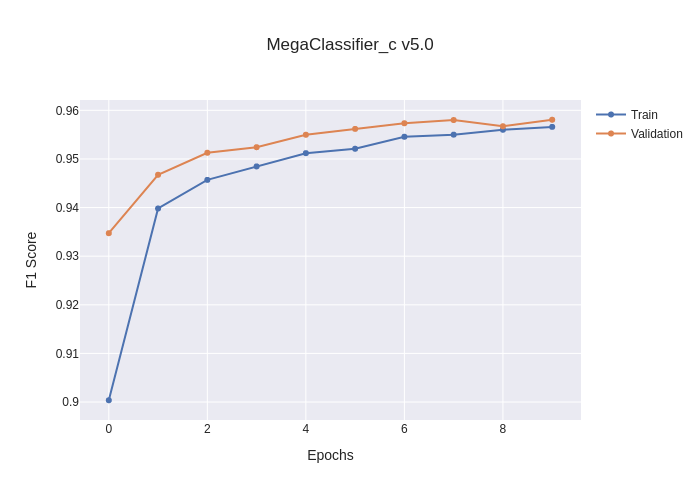 MegaClassifier_c v5.0
0.96
0.95
0.94
0.93
0.92
0.91
0.9
F1 Score
0 2 4 6 8
Epochs
Train
Validation